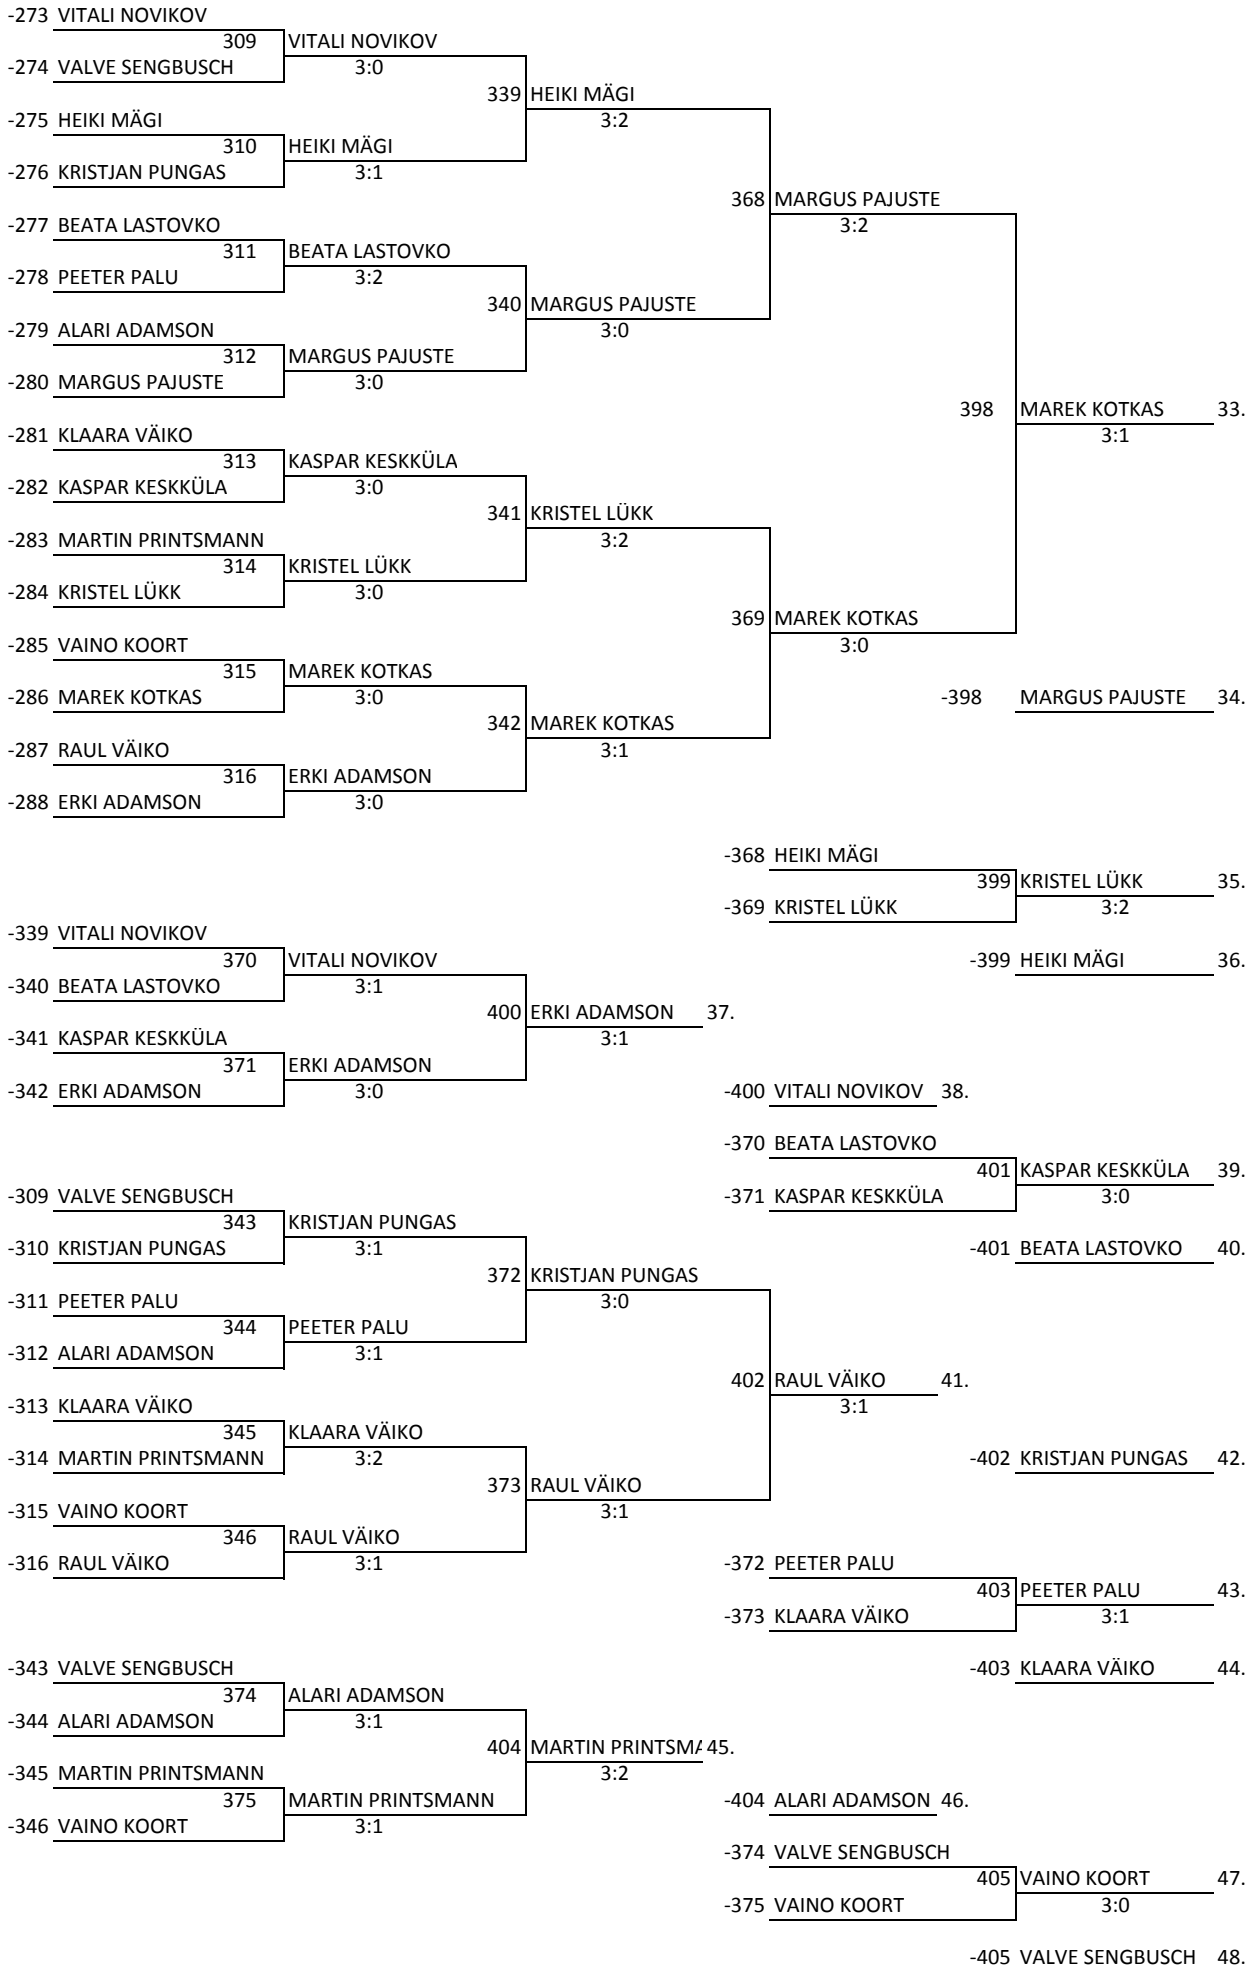 -273 VITALI NOVIKOV
309 VITALI NOVIKOV
-274 VALVE SENGBUSCH 3:0
339 HEIKI MÄGI
-275 HEIKI MÄGI 3:2
310 HEIKI MÄGI
-276 KRISTJAN PUNGAS 3:1
368 MARGUS PAJUSTE
-277 BEATA LASTOVKO 3:2
311 BEATA LASTOVKO
-278 PEETER PALU 3:2
340 MARGUS PAJUSTE
-279 ALARI ADAMSON 3:0
312 MARGUS PAJUSTE
-280 MARGUS PAJUSTE 3:0
398 MAREK KOTKAS 33.
-281 KLAARA VÄIKO 3:1
313 KASPAR KESKKÜLA
-282 KASPAR KESKKÜLA 3:0
341 KRISTEL LÜKK
-283 MARTIN PRINTSMANN 3:2
314 KRISTEL LÜKK
-284 KRISTEL LÜKK 3:0
369 MAREK KOTKAS
-285 VAINO KOORT 3:0
315 MAREK KOTKAS
-286 MAREK KOTKAS 3:0 -398 MARGUS PAJUSTE 34.
342 MAREK KOTKAS
-287 RAUL VÄIKO 3:1
316 ERKI ADAMSON
-288 ERKI ADAMSON 3:0
-368 HEIKI MÄGI
399 KRISTEL LÜKK 35.
-369 KRISTEL LÜKK 3:2
-339 VITALI NOVIKOV
370 VITALI NOVIKOV -399 HEIKI MÄGI 36.
-340 BEATA LASTOVKO 3:1
400 ERKI ADAMSON 37.
-341 KASPAR KESKKÜLA 3:1
371 ERKI ADAMSON
-342 ERKI ADAMSON 3:0 -400 VITALI NOVIKOV 38.
-370 BEATA LASTOVKO
401 KASPAR KESKKÜLA 39.
-309 VALVE SENGBUSCH -371 KASPAR KESKKÜLA 3:0
343 KRISTJAN PUNGAS
-310 KRISTJAN PUNGAS 3:1 -401 BEATA LASTOVKO 40.
372 KRISTJAN PUNGAS
-311 PEETER PALU 3:0
344 PEETER PALU
-312 ALARI ADAMSON 3:1
402 RAUL VÄIKO 41.
-313 KLAARA VÄIKO 3:1
345 KLAARA VÄIKO
-314 MARTIN PRINTSMANN 3:2 -402 KRISTJAN PUNGAS 42.
373 RAUL VÄIKO
-315 VAINO KOORT 3:1
346 RAUL VÄIKO
-316 RAUL VÄIKO 3:1 -372 PEETER PALU
403 PEETER PALU 43.
-373 KLAARA VÄIKO 3:1
-343 VALVE SENGBUSCH -403 KLAARA VÄIKO 44.
374 ALARI ADAMSON
-344 ALARI ADAMSON 3:1
404 MARTIN PRINTSMA 45.
-345 MARTIN PRINTSMANN 3:2
375 MARTIN PRINTSMANN -404 ALARI ADAMSON 46.
-346 VAINO KOORT 3:1
-374 VALVE SENGBUSCH
405 VAINO KOORT 47.
-375 VAINO KOORT 3:0
-405 VALVE SENGBUSCH 48.